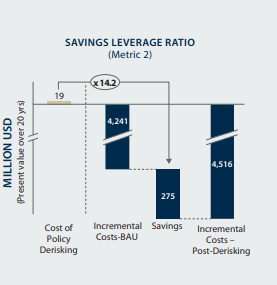 SAVINGS LEVERAGE RATIO
(Metric 2)
x 14.2
19
4,241
275
4,516
MILLION USD
(Present value over 20 yrs)
Cost of
Policy
Derisking
Incremental
Costs-BAU
Savings
Incremental
Costs –
Post-Derisking